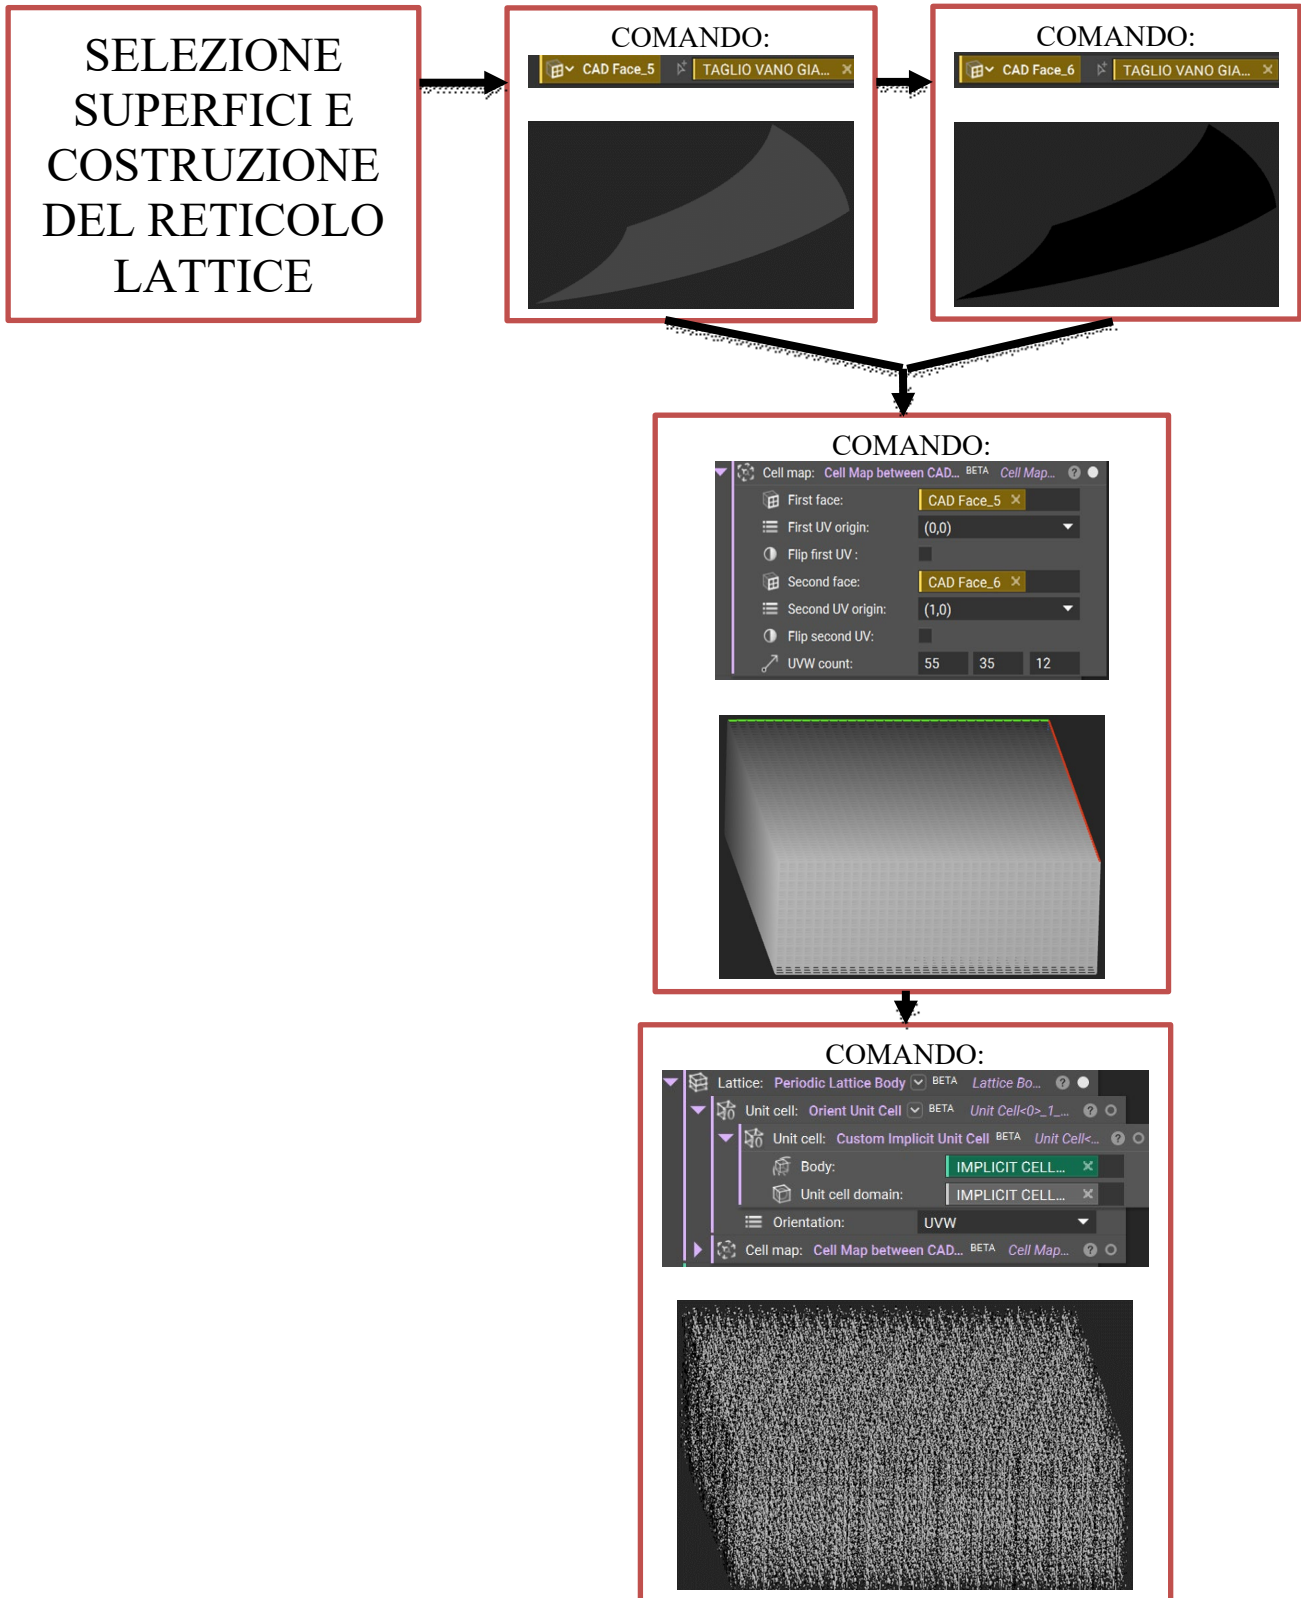 SELEZIONE
SUPERFICI E
COSTRUZIONE
DEL RETICOLO
LATTICE
COMANDO:
CAD Face_5 TAGLIO VANO GIA...
COMANDO:
CAD Face_6 TAGLIO VANO GIA...
COMANDO:
Cell map: Cell Map between CAD... BETA Cell Map...
First face: CAD Face_5
First UV origin: (0,0)
Flip first UV :
Second face: CAD Face_6
Second UV origin: (1,0)
Flip second UV:
UVW count: 55 35 12
COMANDO:
Lattice: Periodic Lattice Body BETA Lattice Bo...
Unit cell: Orient Unit Cell BETA Unit Cell<0>_1_...
Unit cell: Custom Implicit Unit Cell BETA Unit Cell<...
Body: IMPLICIT CELL...
Unit cell domain: IMPLICIT CELL...
Orientation: UVW
Cell map: Cell Map between CAD... BETA Cell Map...